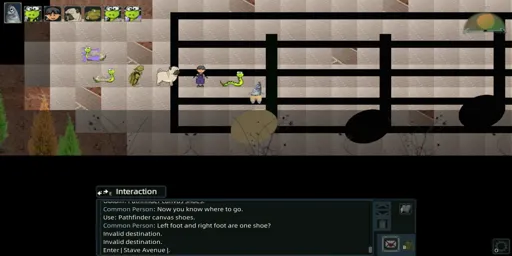 Interaction
Common Person: Now you know where to go.
Use: Pathfinder canvas shoes.
Common Person: Left foot and right foot are one shoe?
Invalid destination.
Invalid destination.
Enter [Stave Avenue].